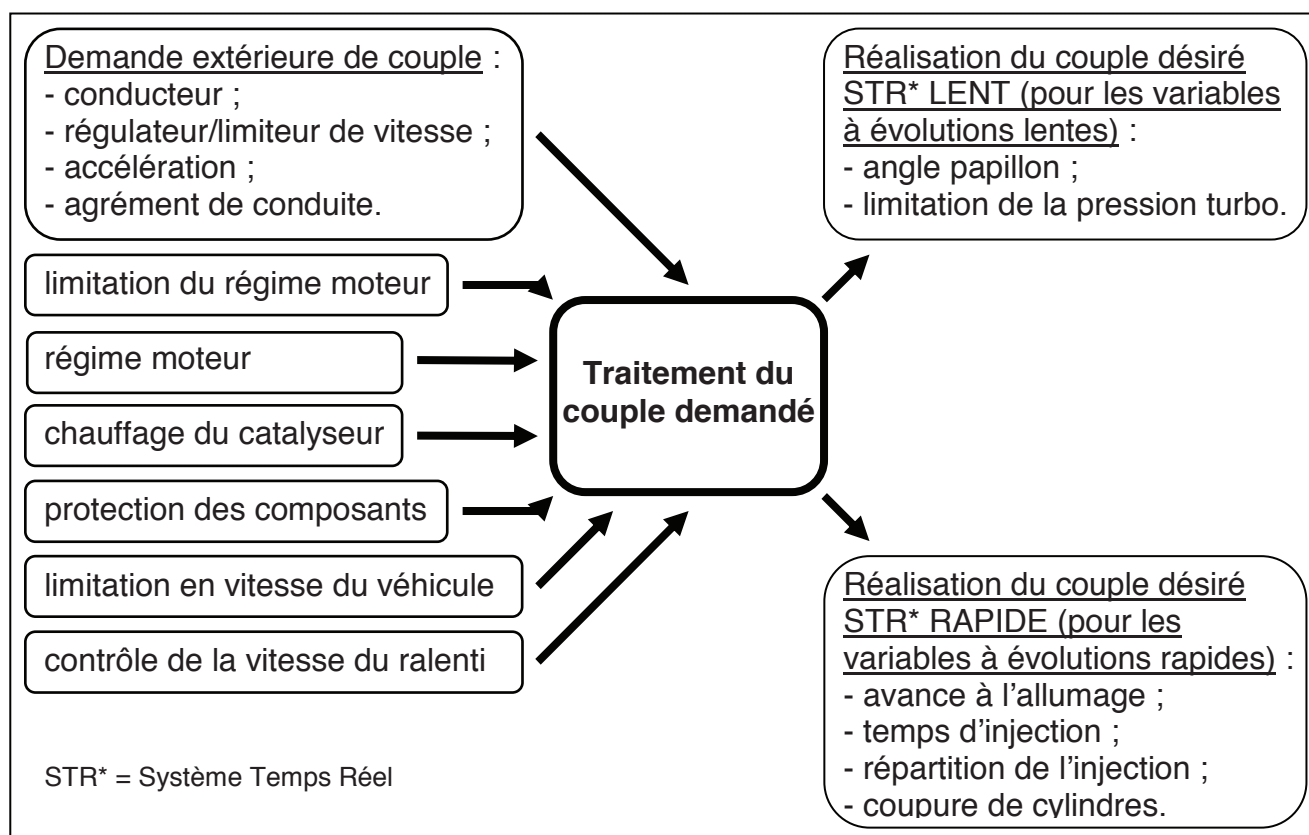 Demande extérieure de couple :
- conducteur ;
- régulateur/limiteur de vitesse ;
- accélération ;
- agrément de conduite.
limitation du régime moteur
régime moteur
chauffage du catalyseur
protection des composants
limitation en vitesse du véhicule
contrôle de la vitesse du ralenti
STR* = Système Temps Réel
Traitement du
couple demandé
Réalisation du couple désiré
STR* LENT (pour les variables
à évolutions lentes) :
- angle papillon ;
- limitation de la pression turbo.
Réalisation du couple désiré
STR* RAPIDE (pour les
variables à évolutions rapides) :
- avance à l'allumage ;
- temps d'injection ;
- répartition de l'injection ;
- coupure de cylindres.